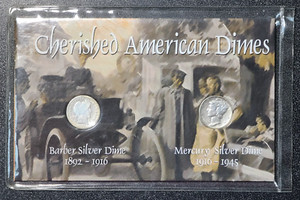 Cherished American Dimes
Barber Silver Dime
1892 - 1916
Mercury Silver Dime
1916 - 1945